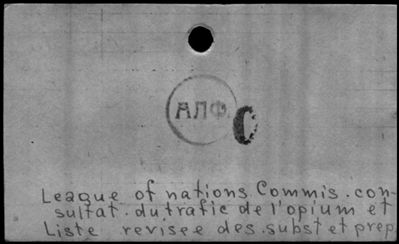 АЛФ
C
League of nations. Commis. con-
sultat. du trafic de l'opium et
Liste revisee des subst et prep